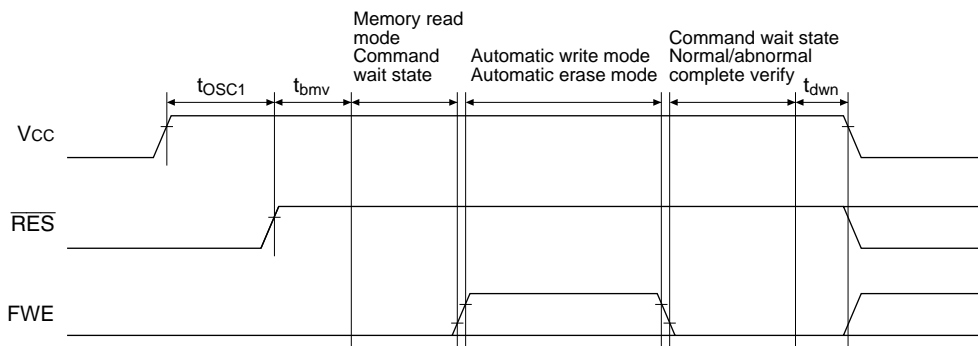 Memory read
mode
Command
wait state
Automatic write mode
Automatic erase mode
Command wait state
Normal/abnormal
complete verify
tOSC1
tbmv
tdwn
VCC
RES
FWE